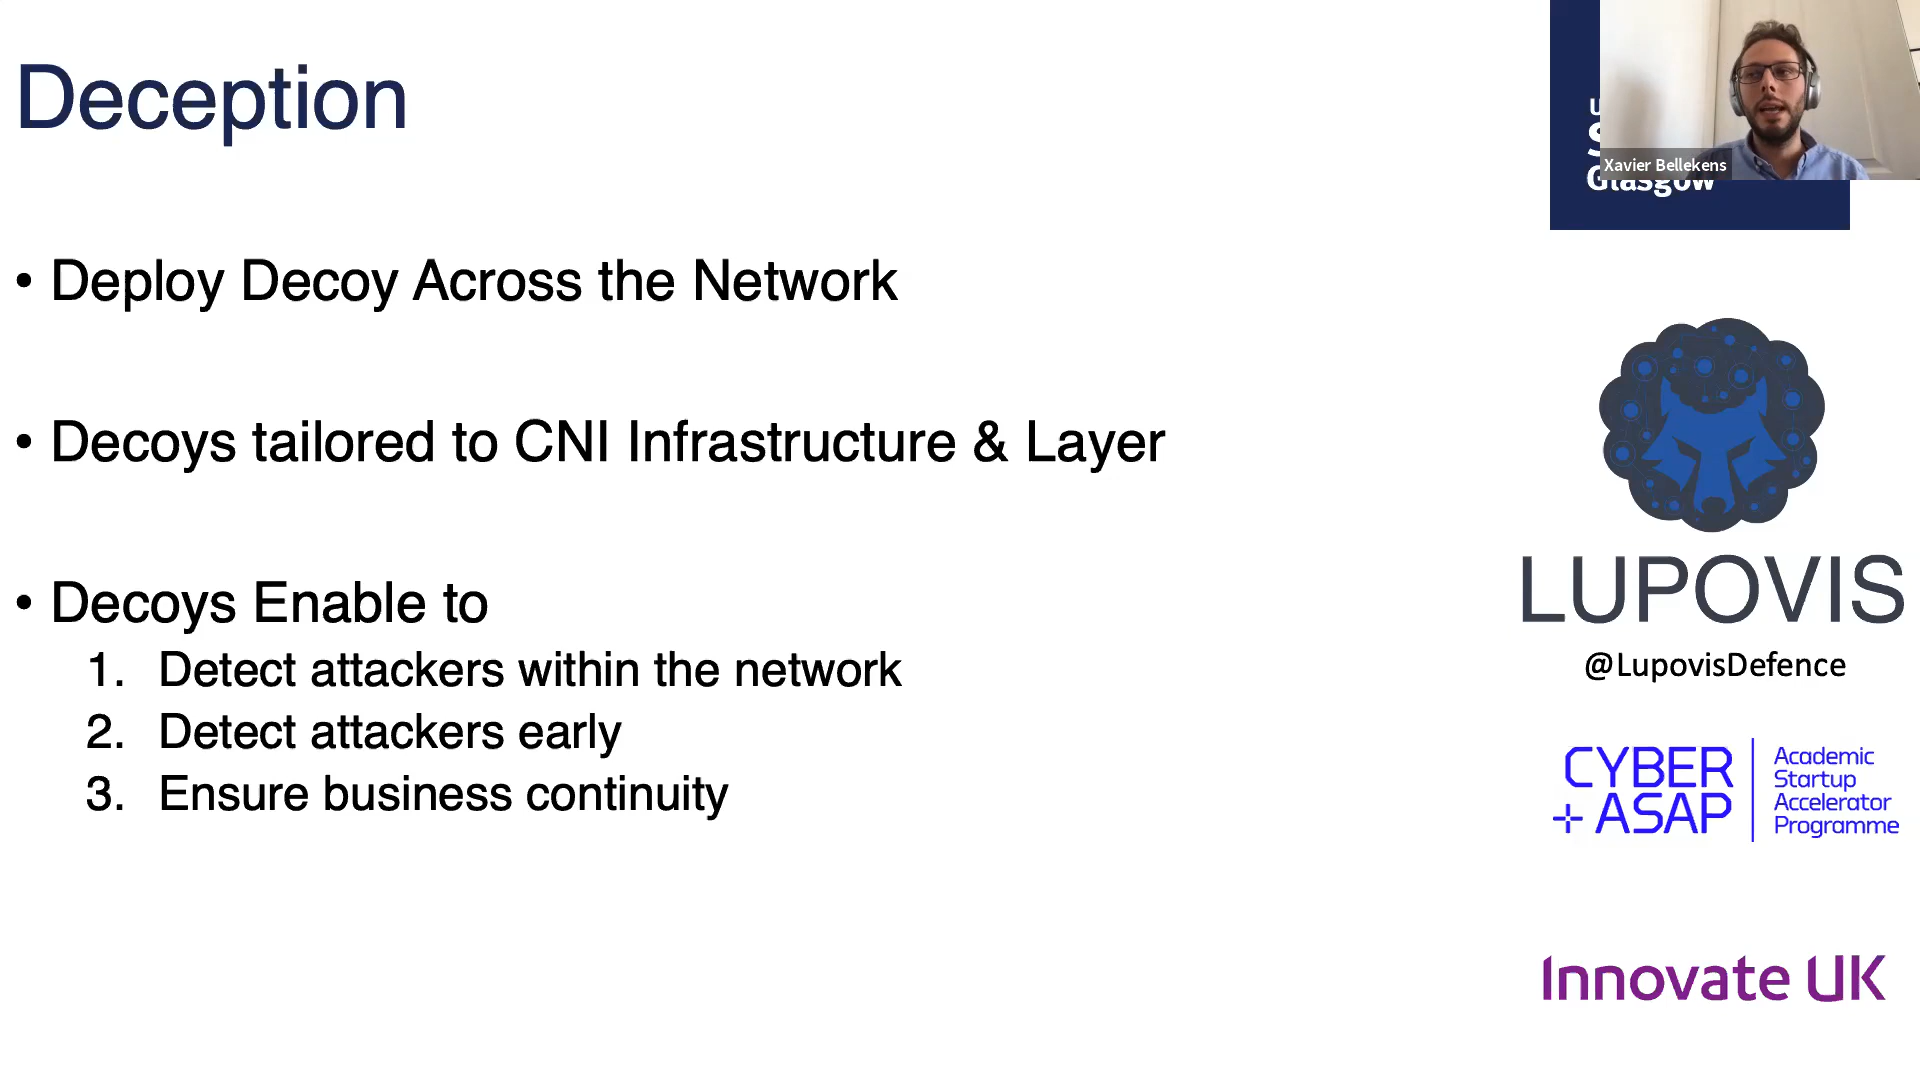 Deception
• Deploy Decoy Across the Network
• Decoys tailored to CNI Infrastructure & Layer
• Decoys Enable to
1. Detect attackers within the network
2. Detect attackers early
3. Ensure business continuity
Xavier Bellekens
Glasgow
LUPOVIS
@LupovisDefence
CYBER
+ASAP
Academic
Startup
Accelerator
Programme
Innovate UK